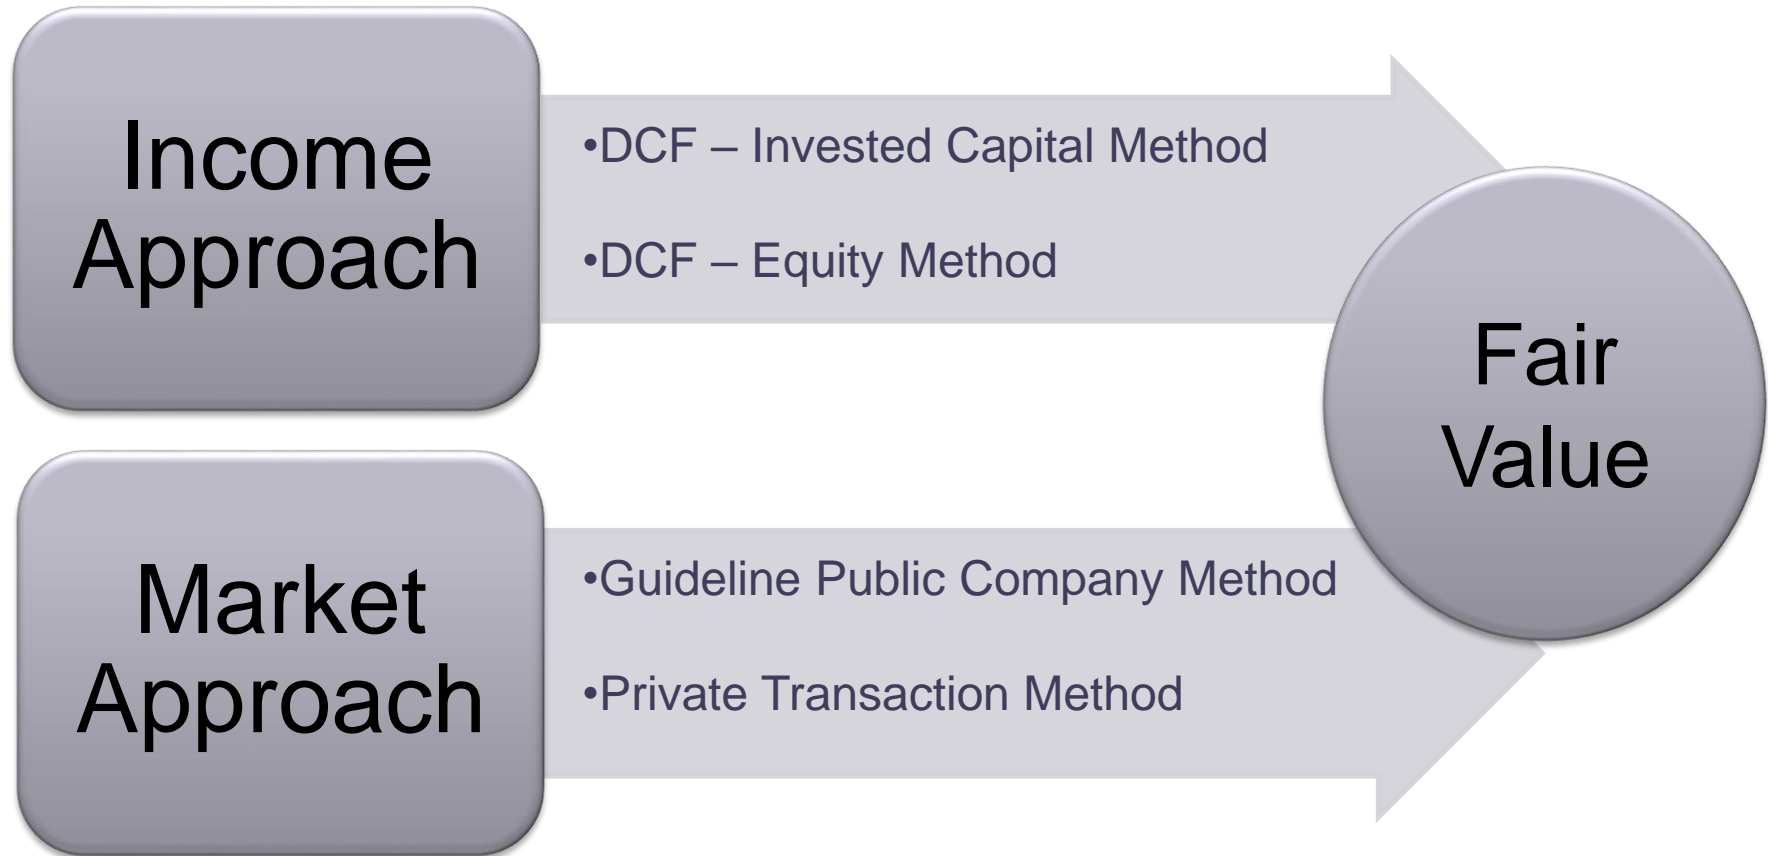 Income
Approach
•DCF – Invested Capital Method
•DCF – Equity Method
Fair
Value
Market
Approach
•Guideline Public Company Method
•Private Transaction Method